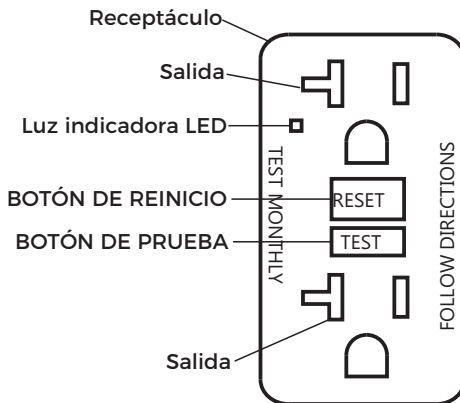 Receptáculo
Salida
Luz indicadora LED
BOTÓN DE REINICIO
BOTÓN DE PRUEBA
Salida
TEST MONTHLY
RESET
TEST
FOLLOW DIRECTIONS